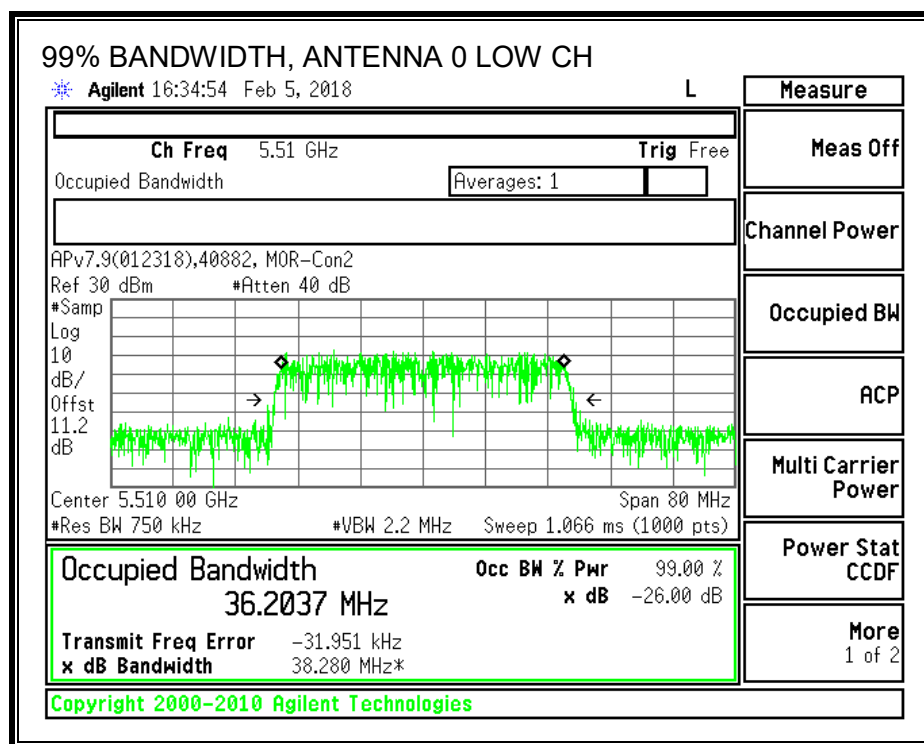 99% BANDWIDTH, ANTENNA 0 LOW CH
Agilent 16:34:54 Feb 5, 2018 L
Measure
Ch Freq 5.51 GHz Trig Free
Meas Off
Occupied Bandwidth Averages: 1
Channel Power
APv7.9(012318),40882, MOR-Con2
Ref 30 dBm #Atten 40 dB
#Samp
Log
10
dB/
Offst
11.2
dB
Occupied BW
ACP
Multi Carrier
Power
Center 5.510 00 GHz Span 80 MHz
#Res BW 750 kHz #VBW 2.2 MHz Sweep 1.066 ms (1000 pts)
Power Stat
CCDF
Occupied Bandwidth Occ BW % Pwr 99.00 %
36.2037 MHz x dB -26.00 dB
Transmit Freq Error -31.951 kHz
x dB Bandwidth 38.280 MHz*
More
1 of 2
Copyright 2000-2010 Agilent Technologies